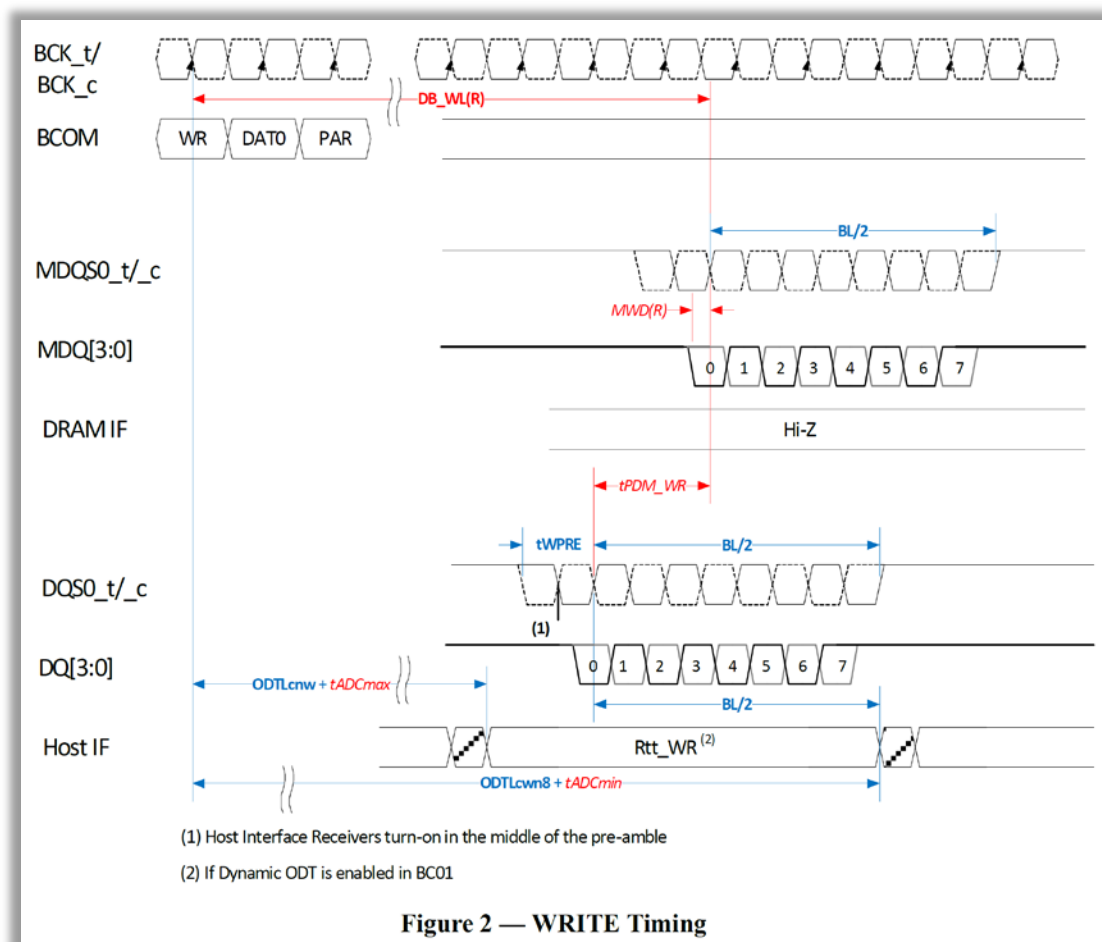 BCK_t/
BCK_c
DB_WL(R)
BCOM
WR DAT0 PAR
BL/2
MDQS0_t/_c
MWD(R)
MDQ[3:0]
0 1 2 3 4 5 6 7
DRAM IF
Hi-Z
tPDM_WR
tWPRE
BL/2
DQS0_t/_c
(1)
DQ[3:0]
0 1 2 3 4 5 6 7
ODTLcnw + tADCmax
BL/2
Host IF
Rtt_WR (2)
ODTLcwn8 + tADCmin
(1) Host Interface Receivers turn-on in the middle of the pre-amble
(2) If Dynamic ODT is enabled in BC01
Figure 2 — WRITE Timing